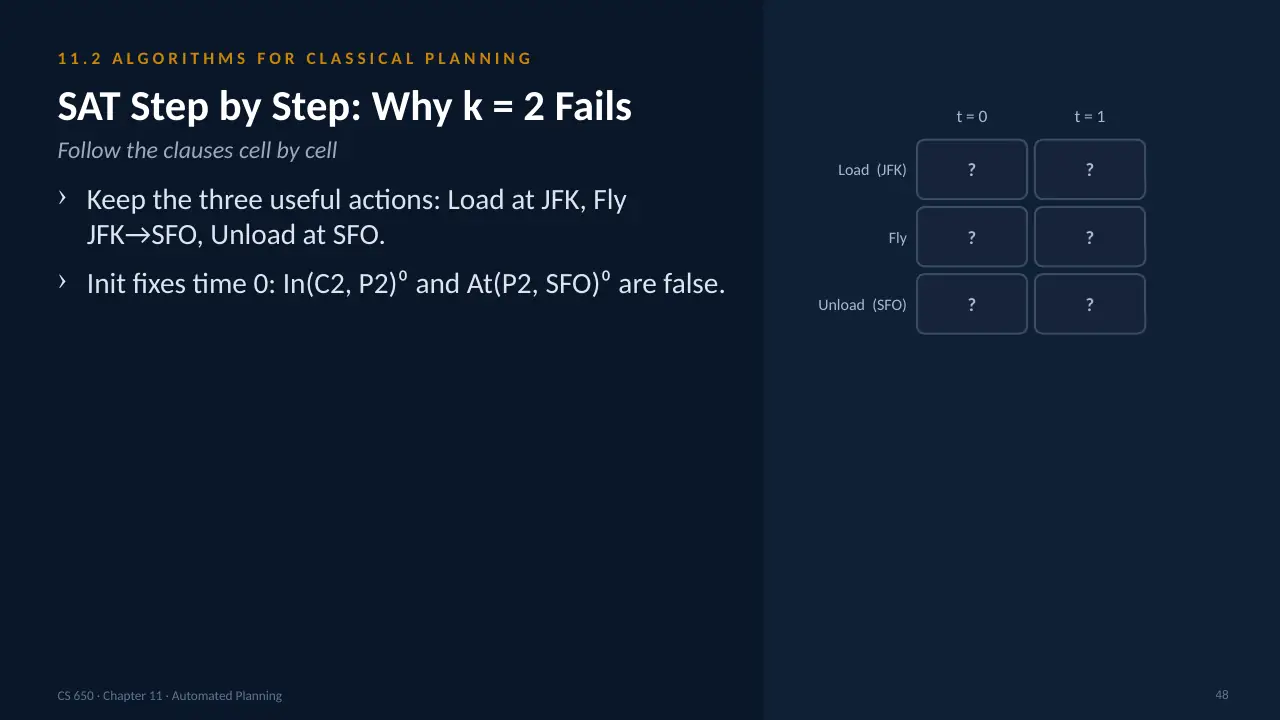 11.2 ALGORITHMS FOR CLASSICAL PLANNING
SAT Step by Step: Why k = 2 Fails
Follow the clauses cell by cell
› Keep the three useful actions: Load at JFK, Fly
JFK→SFO, Unload at SFO.
› Init fixes time 0: In(C2, P2)⁰ and At(P2, SFO)⁰ are false.
t = 0 t = 1
Load (JFK) ? ?
Fly ? ?
Unload (SFO) ? ?
CS 650 · Chapter 11 · Automated Planning
48